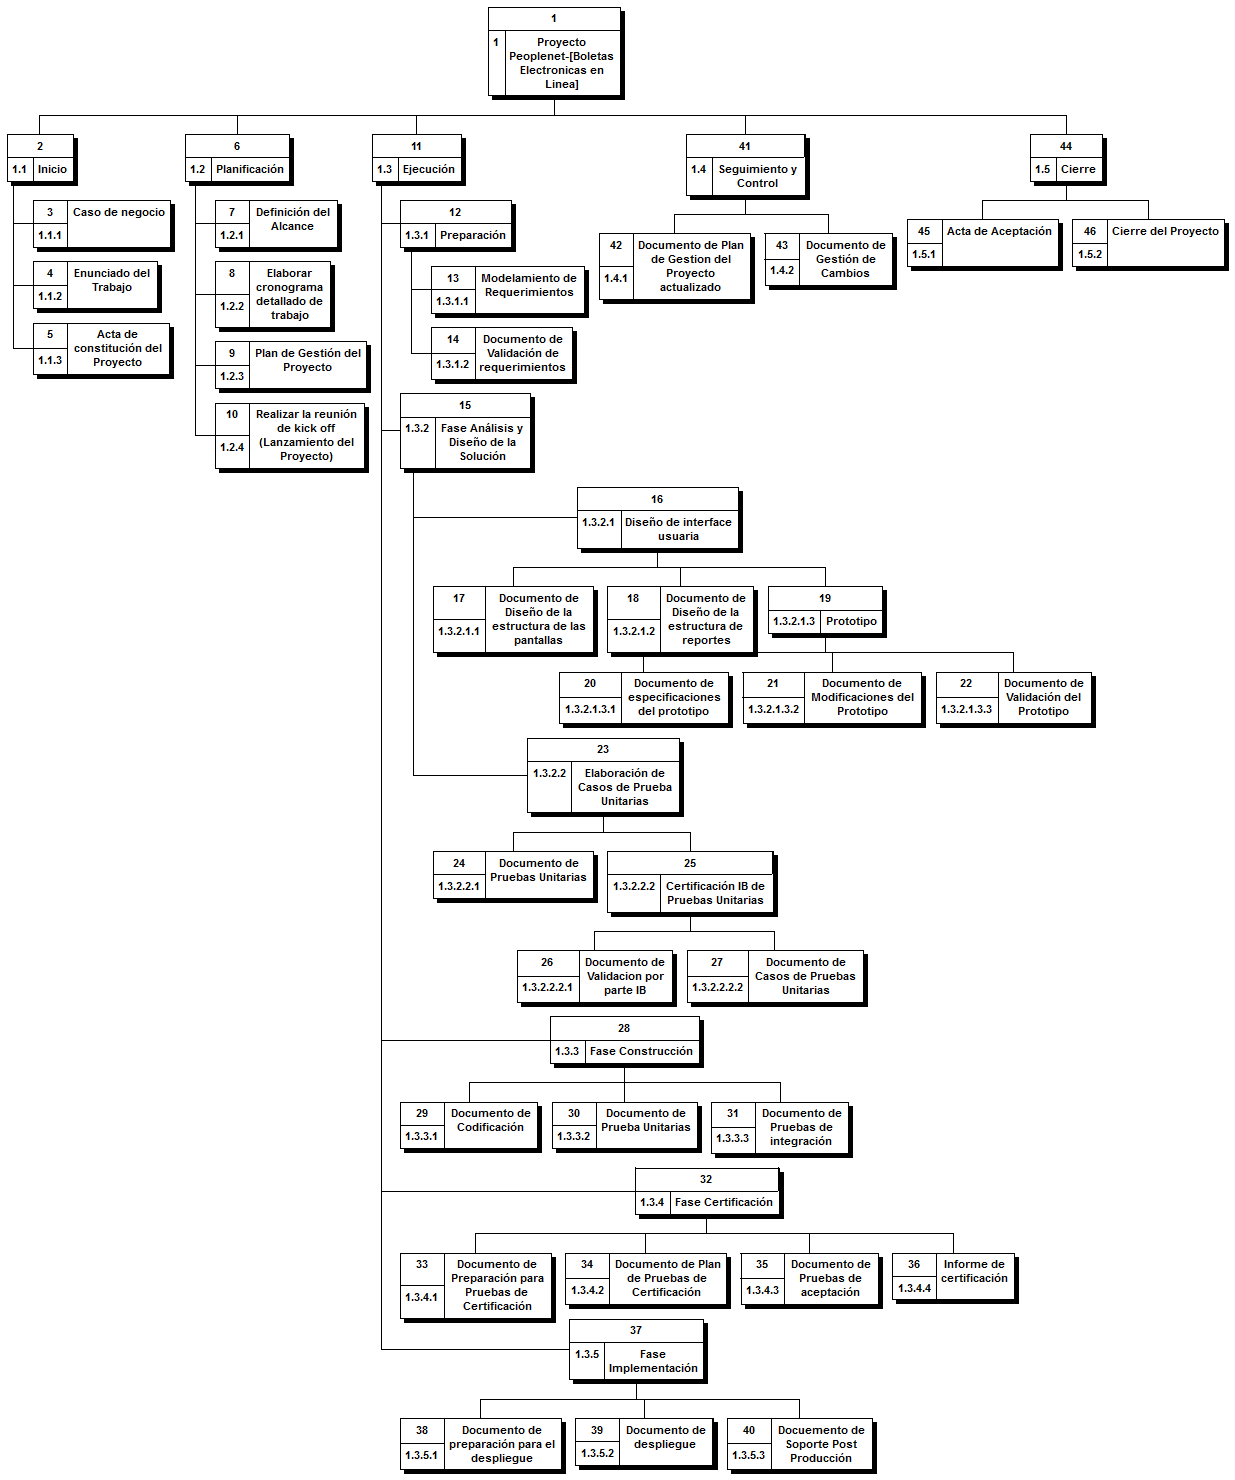 1
1
Proyecto
Peoplenet-[Boletas
Electronicas en
Linea]
2
1.1
Inicio
6
1.2
Planificación
11
1.3
Ejecución
41
1.4
Seguimiento y
Control
44
1.5
Cierre
3
Caso de negocio
1.1.1
4
Enunciado del
Trabajo
1.1.2
5
Acta de
constitución del
Proyecto
1.1.3
7
Definición del
Alcance
1.2.1
8
Elaborar
cronograma
detallado de
trabajo
1.2.2
9
Plan de Gestión del
Proyecto
1.2.3
10
Realizar la reunión
de kick off
(Lanzamiento del
Proyecto)
1.2.4
12
1.3.1
Preparación
13
Modelamiento de
Requerimientos
1.3.1.1
14
Documento de
Validación de
requerimientos
1.3.1.2
42
Documento de Plan
de Gestion del
Proyecto
actualizado
1.4.1
43
Documento de
Gestión de
Cambios
1.4.2
45
Acta de Aceptación
1.5.1
46
Cierre del Proyecto
1.5.2
15
1.3.2
Fase Análisis y
Diseño de la
Solución
16
1.3.2.1
Diseño de interface
usuaria
17
Documento de
Diseño de la
estructura de las
pantallas
1.3.2.1.1
18
Documento de
Diseño de la
estructura de
reportes
1.3.2.1.2
19
1.3.2.1.3
Prototipo
20
Documento de
especificaciones
del prototipo
1.3.2.1.3.1
21
Documento de
Modificaciones del
Prototipo
1.3.2.1.3.2
22
Documento de
Validación del
Prototipo
1.3.2.1.3.3
23
1.3.2.2
Elaboración de
Casos de Prueba
Unitarias
24
Documento de
Pruebas Unitarias
1.3.2.2.1
25
1.3.2.2.2
Certificación IB de
Pruebas Unitarias
26
Documento de
Validacion por
parte IB
1.3.2.2.2.1
27
Documento de
Casos de Pruebas
Unitarias
1.3.2.2.2.2
28
1.3.3
Fase Construcción
29
Documento de
Codificación
1.3.3.1
30
Documento de
Prueba Unitarias
1.3.3.2
31
Documento de
Pruebas de
integración
1.3.3.3
32
1.3.4
Fase Certificación
33
Documento de
Preparación para
Pruebas de
Certificación
1.3.4.1
34
Documento de Plan
de Pruebas de
Certificación
1.3.4.2
35
Documento de
Pruebas de
aceptación
1.3.4.3
36
Informe de
certificación
1.3.4.4
37
1.3.5
Fase
Implementación
38
Documento de
preparación para el
despliegue
1.3.5.1
39
Documento de
despliegue
1.3.5.2
40
Docuemento de
Soporte Post
Producción
1.3.5.3